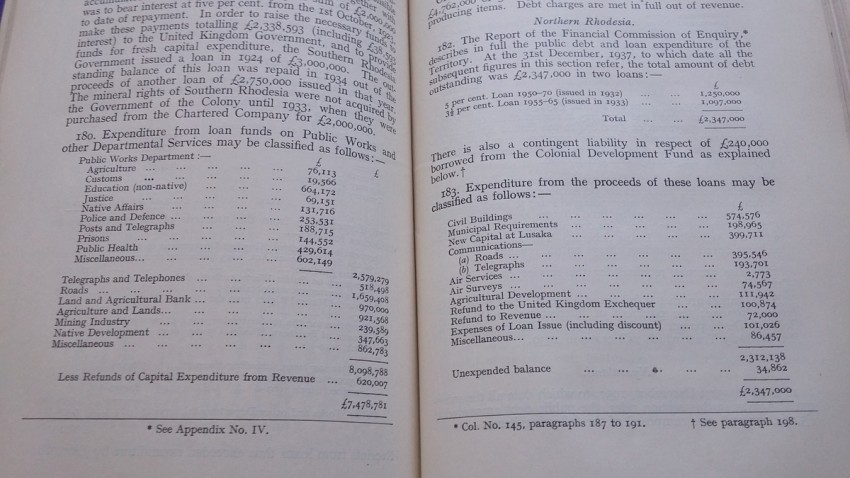 was to bear interest at five per cent. from the 1st October
to date of repayment. In order to raise the necessary funds to
make these payments totalling £2,338,593 (including £38,593
interest) to the United Kingdom Government, and to provide
funds for fresh capital expenditure, the Southern Rhodesia
Government issued a loan in 1924 of £3,000,000. The out-
standing balance of this loan was repaid in 1934 out of the
proceeds of another loan of £2,750,000 issued in that year.
The mineral rights of Southern Rhodesia were not acquired by
the Government of the Colony until 1933, when they were
purchased from the Chartered Company for £2,000,000.
180. Expenditure from loan funds on Public Works and
other Departmental Services may be classified as follows:—
£ £
Public Works Department:—
Agriculture ... ... ... ... 76,113
Customs ... ... ... ... 19,566
Education (non-native) ... ... ... 664,172
Justice ... ... ... ... 69,151
Native Affairs ... ... ... 131,716
Police and Defence ... ... ... ... 253,531
Posts and Telegraphs ... ... ... 188,715
Prisons ... ... ... ... 144,552
Public Health ... ... ... ... 429,614
Miscellaneous... ... ... ... 602,149
2,579,279
Telegraphs and Telephones ... ... ... ... 518,498
Roads ... ... ... ... ... ... 1,659,408
Land and Agricultural Bank ... ... ... ... 970,000
Agriculture and Lands... ... ... ... ... 921,568
Mining Industry ... ... ... ... ... 239,589
Native Development ... ... ... ... ... 347,663
Miscellaneous ... ... ... ... ... 862,783
8,098,788
Less Refunds of Capital Expenditure from Revenue ... 620,007
£7,478,781
* See Appendix No. IV.
producing items. Debt charges are met in full out of revenue.
Northern Rhodesia.
182. The Report of the Financial Commission of Enquiry,*
describes in full the public debt and loan expenditure of the
Territory. At the 31st December, 1937, to which date all the
subsequent figures in this section refer, the total amount of debt
outstanding was £2,347,000 in two loans:—
£
5 per cent. Loan 1950–70 (issued in 1932) ... ... 1,250,000
3½ per cent. Loan 1955–65 (issued in 1933) ... ... 1,097,000
Total ... ... £2,347,000
There is also a contingent liability in respect of £240,000
borrowed from the Colonial Development Fund as explained
below.†
183. Expenditure from the proceeds of these loans may be
classified as follows:—
£
Civil Buildings ... ... ... ... ... 574,576
Municipal Requirements ... ... ... ... 198,965
New Capital at Lusaka ... ... ... ... 399,711
Communications—
(a) Roads ... ... ... ... ... ... 395,546
(b) Telegraphs ... ... ... ... ... 193,701
Air Services ... ... ... ... ... ... 2,773
Air Surveys ... ... ... ... ... ... 74,567
Agricultural Development ... ... ... ... 111,942
Refund to the United Kingdom Exchequer ... ... 100,874
Refund to Revenue ... ... ... ... ... 72,000
Expenses of Loan Issue (including discount) ... ... 101,026
Miscellaneous... ... ... ... ... ... 86,457
2,312,138
Unexpended balance ... ... ... ... 34,862
£2,347,000
* Col. No. 145, paragraphs 187 to 191. † See paragraph 198.